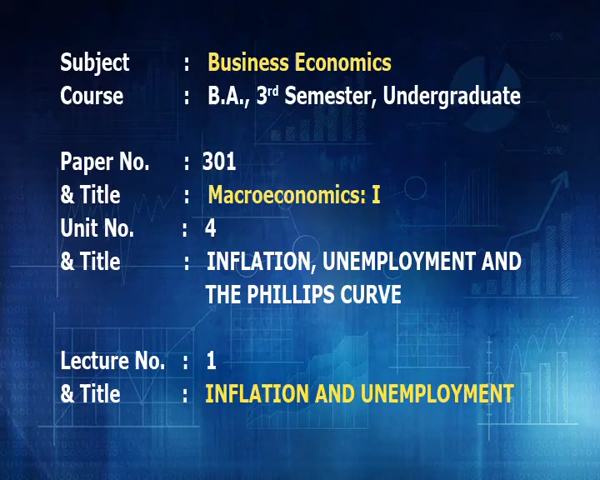 Subject : Business Economics
Course : B.A., 3rd Semester, Undergraduate
Paper No. : 301
& Title : Macroeconomics: I
Unit No. : 4
& Title : INFLATION, UNEMPLOYMENT AND
THE PHILLIPS CURVE
Lecture No. : 1
& Title : INFLATION AND UNEMPLOYMENT